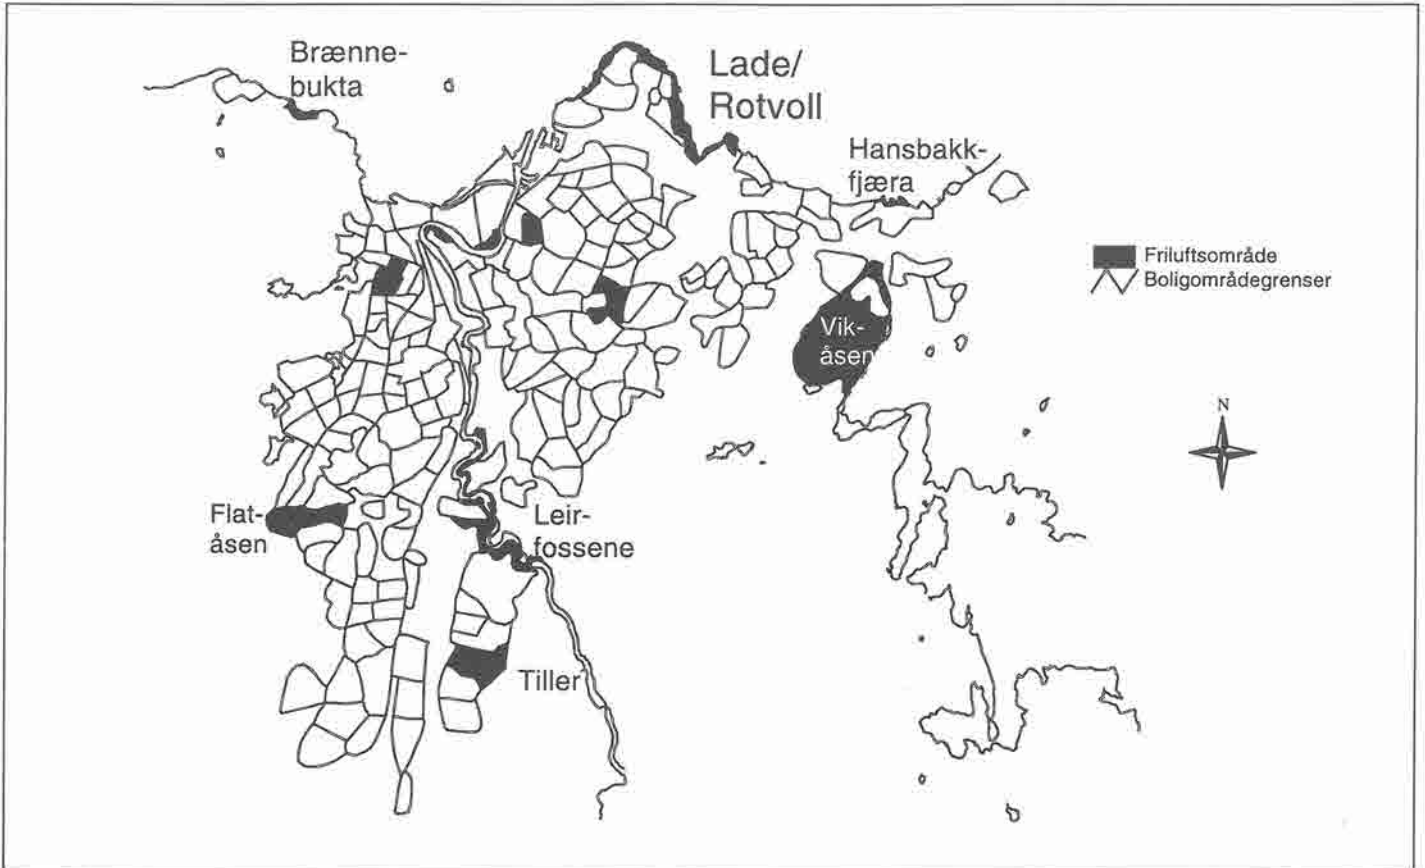 Brænne-
bukta
Lade/
Rotvoll
Hansbakk-
fjæra
Friluftsområde
Boligområdegrenser
Vik-
åsen
N
Flat-
åsen
Leir-
fossene
Tiller